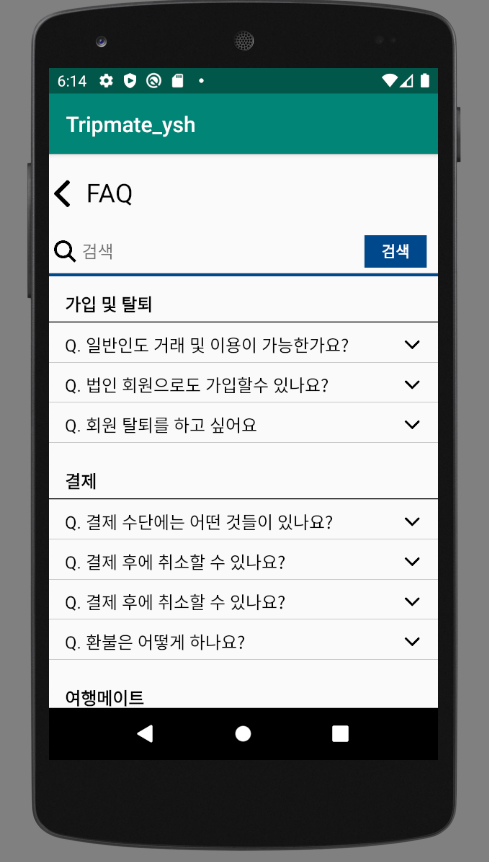 6:14
Tripmate_ysh
FAQ
검색 검색
가입 및 탈퇴
Q. 일반인도 거래 및 이용이 가능한가요?
Q. 법인 회원으로도 가입할수 있나요?
Q. 회원 탈퇴를 하고 싶어요
결제
Q. 결제 수단에는 어떤 것들이 있나요?
Q. 결제 후에 취소할 수 있나요?
Q. 결제 후에 취소할 수 있나요?
Q. 환불은 어떻게 하나요?
여행메이트